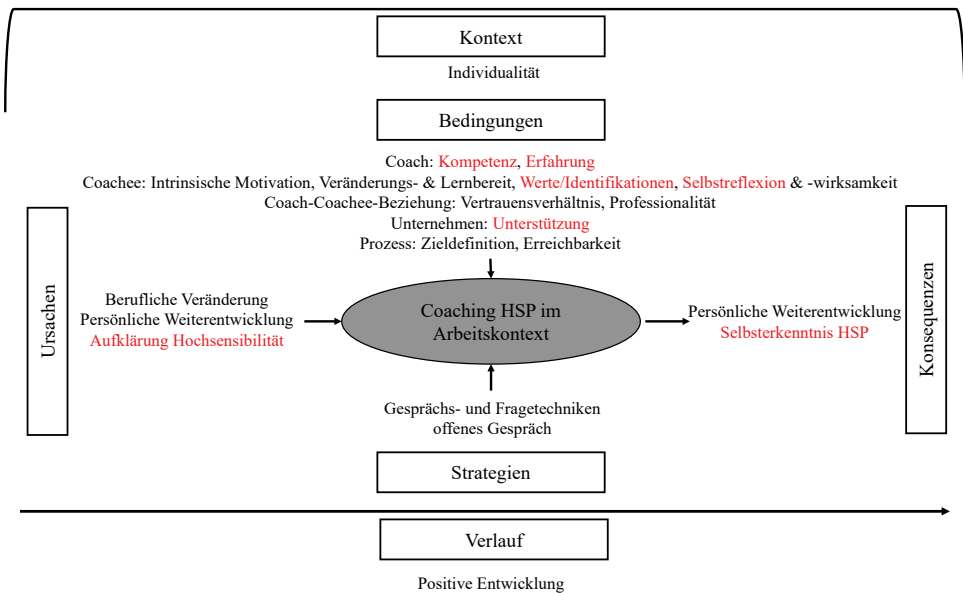 Kontext
Individualität
Bedingungen
Coach: Kompetenz, Erfahrung
Coachee: Intrinsische Motivation, Veränderungs- & Lernbereit, Werte/Identifikationen, Selbstreflexion & -wirksamkeit
Coach-Coachee-Beziehung: Vertrauensverhältnis, Professionalität
Unternehmen: Unterstützung
Prozess: Zieldefinition, Erreichbarkeit
Ursachen
Berufliche Veränderung
Persönliche Weiterentwicklung
Aufklärung Hochsensibilität
Coaching HSP im
Arbeitskontext
Persönliche Weiterentwicklung
Selbsterkenntnis HSP
Konsequenzen
Gesprächs- und Fragetechniken
offenes Gespräch
Strategien
Verlauf
Positive Entwicklung